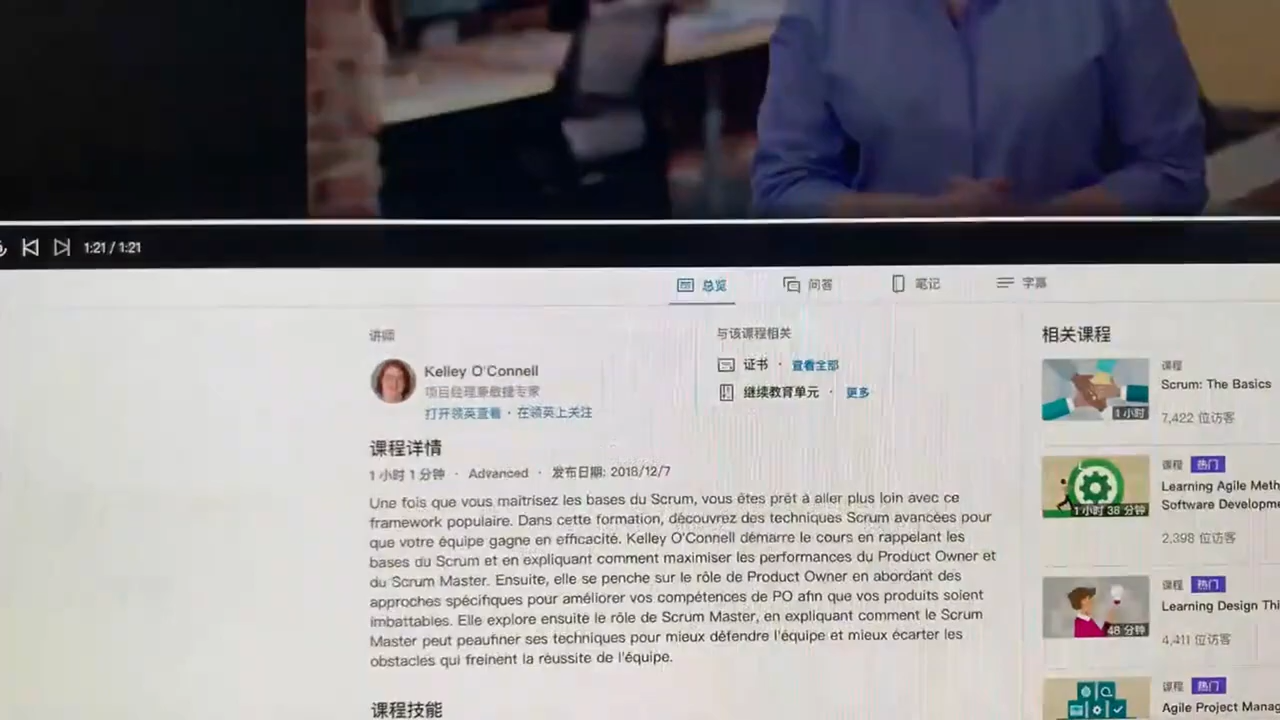 1:21 / 1:21
总览
问答
笔记
字幕
讲师
Kelley O'Connell
项目经理兼敏捷专家
打开领英查看 · 在领英上关注
与该课程相关
证书 · 查看全部
继续教育单元 · 更多
课程详情
1 小时 1 分钟 · Advanced · 发布日期: 2018/12/7
Une fois que vous maîtrisez les bases du Scrum, vous êtes prêt à aller plus loin avec ce
framework populaire. Dans cette formation, découvrez des techniques Scrum avancées pour
que votre équipe gagne en efficacité. Kelley O'Connell démarre le cours en rappelant les
bases du Scrum et en expliquant comment maximiser les performances du Product Owner et
du Scrum Master. Ensuite, elle se penche sur le rôle de Product Owner en abordant des
approches spécifiques pour améliorer vos compétences de PO afin que vos produits soient
imbattables. Elle explore ensuite le rôle de Scrum Master, en expliquant comment le Scrum
Master peut peaufiner ses techniques pour mieux défendre l'équipe et mieux écarter les
obstacles qui freinent la réussite de l'équipe.
课程技能
相关课程
1 小时
课程
Scrum: The Basics
7,422 位访客
1 小时 38 分钟
课程 热门
Learning Agile Meth
Software Developm
2,398 位访客
48 分钟
课程 热门
Learning Design Thi
4,411 位访客
课程 热门
Agile Project Manag